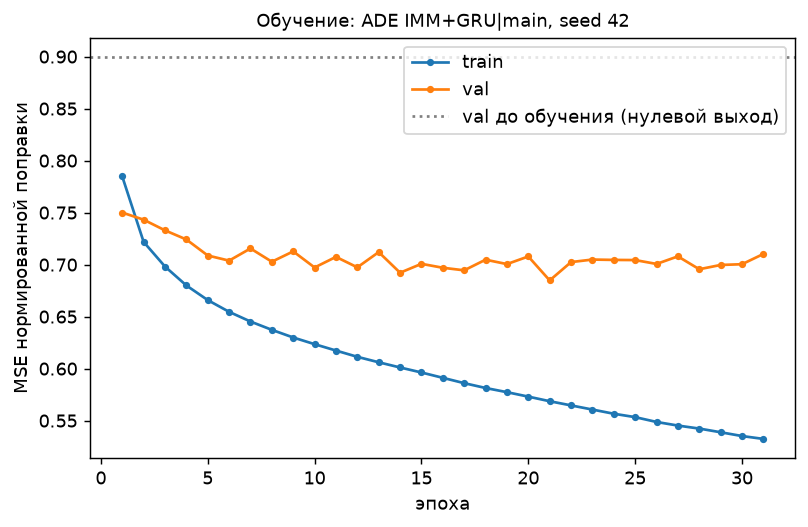 Обучение: ADE IMM+GRU|main, seed 42
MSE нормированной поправки
0.90
0.85
0.80
0.75
0.70
0.65
0.60
0.55
train
val
val до обучения (нулевой выход)
0
5
10
15
20
25
30
эпоха